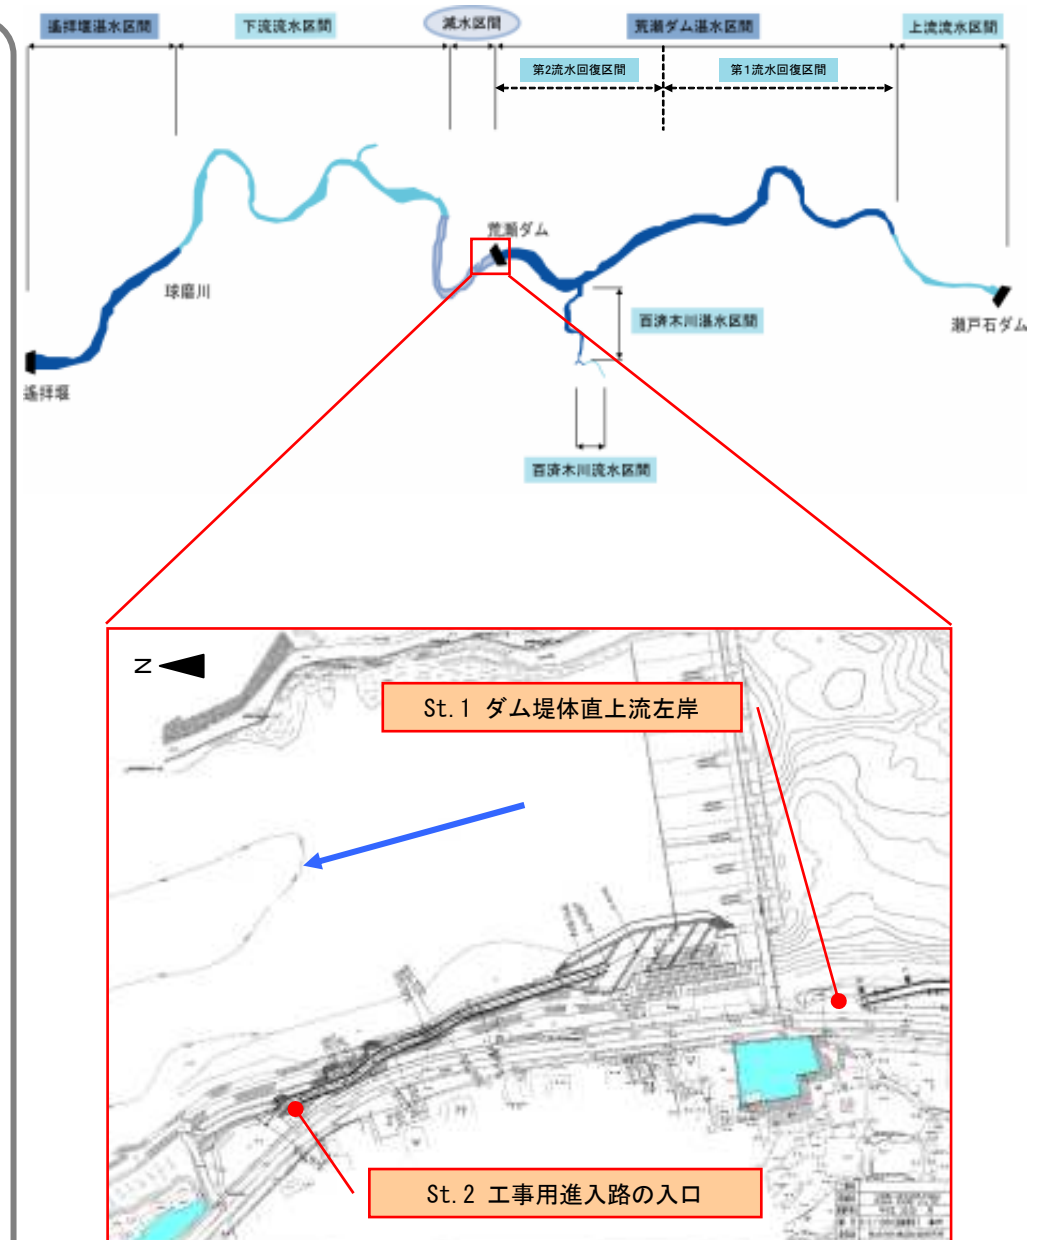 遙拝堰湛水区間
下流流水区間
減水区間
荒瀬ダム湛水区間
上流流水区間
第2流水回復区間
第1流水回復区間
荒瀬ダム
球磨川
百済木川湛水区間
瀬戸石ダム
遙拝堰
百済木川流水区間
N
St.1 ダム堤体直上流左岸
St.2 工事用進入路の入口